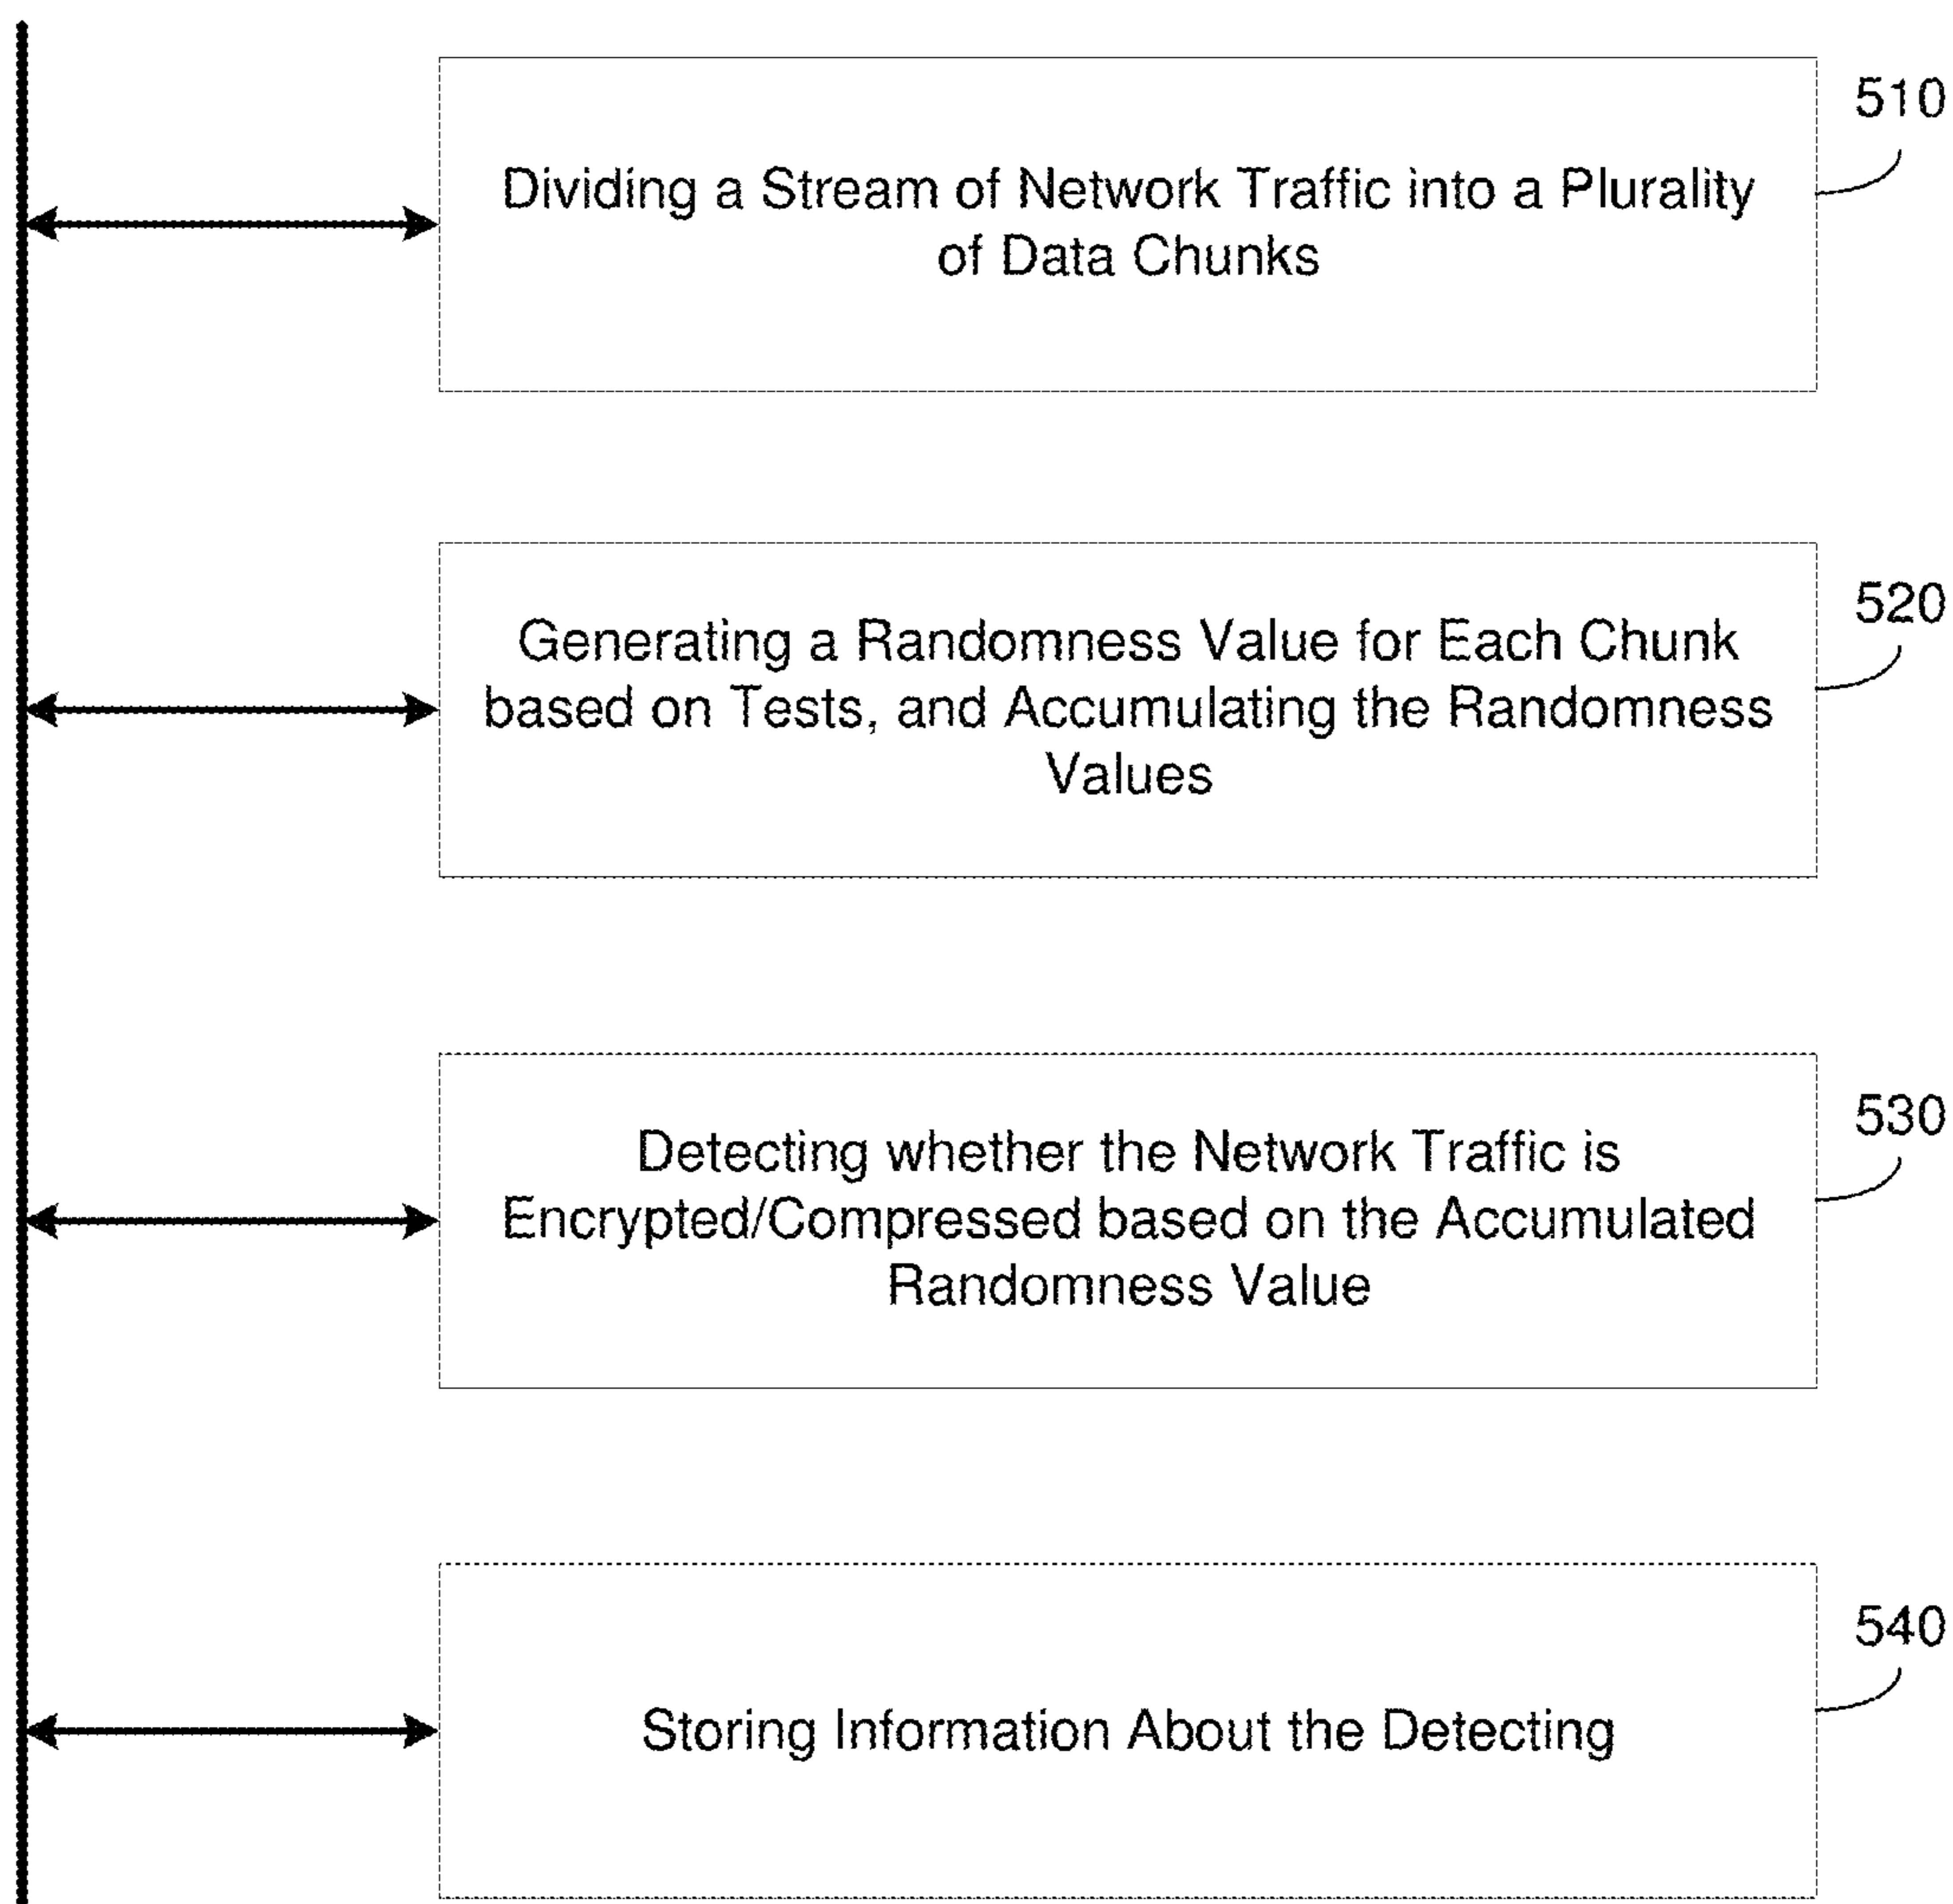 510
Dividing a Stream of Network Traffic into a Plurality
of Data Chunks
520
Generating a Randomness Value for Each Chunk
based on Tests, and Accumulating the Randomness
Values
530
Detecting whether the Network Traffic is
Encrypted/Compressed based on the Accumulated
Randomness Value
540
Storing Information About the Detecting